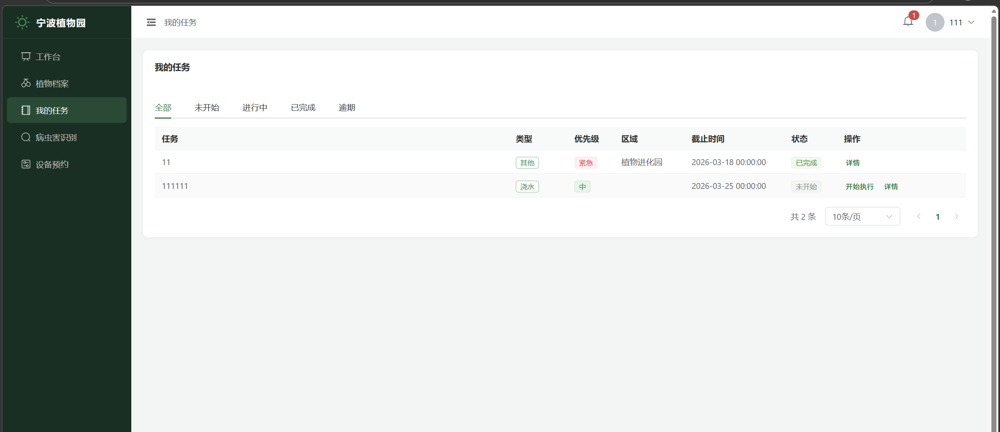 宁波植物园
我的任务
1
1
111
工作台
植物档案
我的任务
病虫害识别
设备预约
我的任务
全部 未开始 进行中 已完成 逾期
任务 类型 优先级 区域 截止时间 状态 操作
11 其他 紧急 植物进化园 2026-03-18 00:00:00 已完成 详情
111111 浇水 中 2026-03-25 00:00:00 未开始 开始执行 详情
共 2 条 10条/页 1